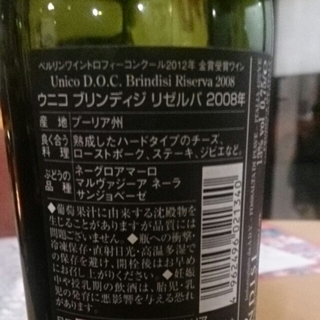 ベルリンワイントロフィーコンクール2012年 金賞受賞ワイン
Unico D.O.C. Brindisi Riserva 2008
ウニコ ブリンディジ リゼルバ 2008年
産 地 プーリア州
良く合う料理 熟成したハードタイプのチーズ、
ローストポーク、ステーキ、ジビエなど。
ぶどうの品種 ネーグロアマーロ
マルヴァジーア ネーラ
サンジョベーゼ
◆葡萄果汁に由来する沈殿物を
生じることがありますが品質には
問題ございません。◆瓶への衝撃・
冷凍保存・直射日光・高温多湿で
の保存を避け、開栓後はお早め
にお召し上がりください。◆妊娠
中や授乳期の飲酒は、胎児・乳
児の発育に悪影響を与える恐れ
4962496021340